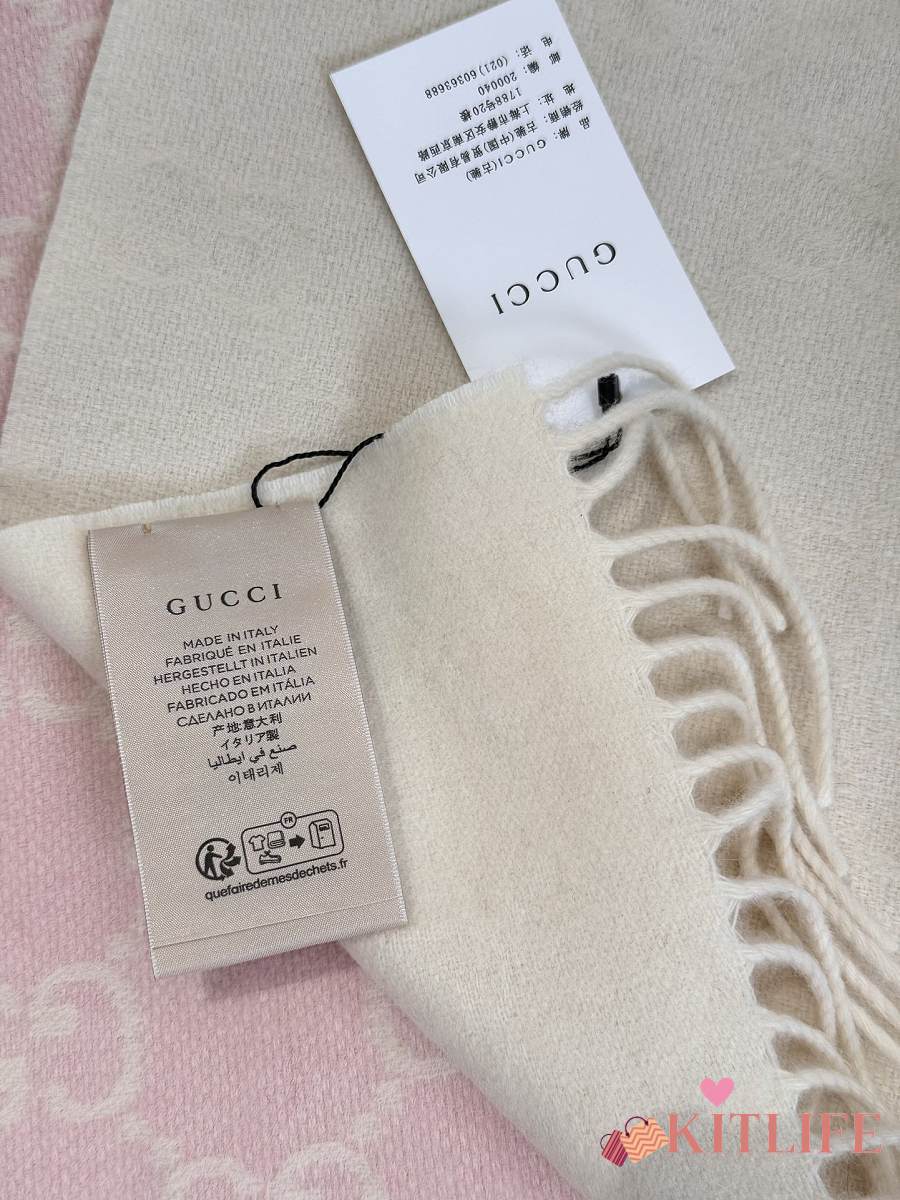 GUCCI
品 牌: GUCCI(古驰)
经销商: 古驰(中国)贸易有限公司
地 址: 上海市静安区南京西路
1788号20楼
邮 编: 200040
电 话: (021) 60363688
GUCCI
MADE IN ITALY
FABRIQUÉ EN ITALIE
HERGESTELLT IN ITALIEN
HECHO EN ITALIA
FABRICADO EM ITÁLIA
СДЕЛАНО В ИТАЛИИ
产地:意大利
イタリア製
صنع في ايطاليا
이태리제
FR
quefairedemesdechets.fr
KITLIFE